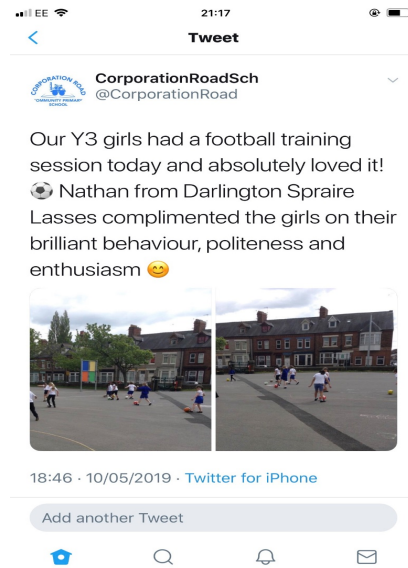 EE 21:17
Tweet
CORPORATION ROAD
COMMUNITY PRIMARY
SCHOOL
CorporationRoadSch
@CorporationRoad
Our Y3 girls had a football training
session today and absolutely loved it!
⚽ Nathan from Darlington Spraire
Lasses complimented the girls on their
brilliant behaviour, politeness and
enthusiasm 😊
18:46 · 10/05/2019 · Twitter for iPhone
Add another Tweet